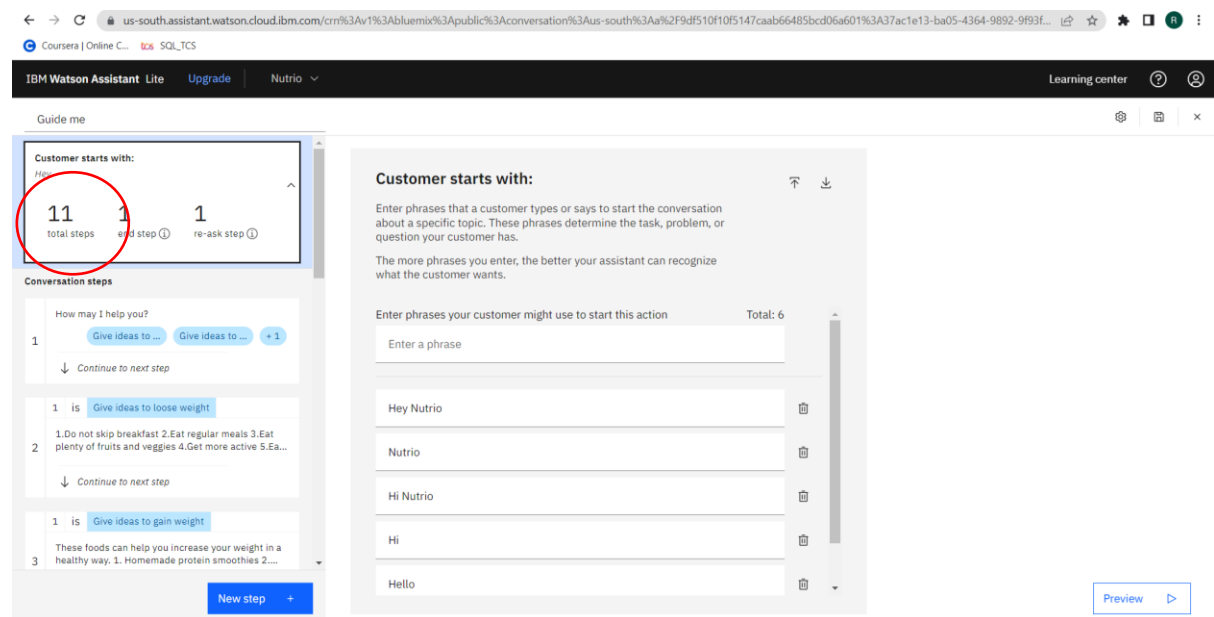 us-south.assistant.watson.cloud.ibm.com/crn%3Av1%3Abluemix%3Apublic%3Aconversation%3Aus-south%3Aa%2F9df510f10f5147caab66485bcd06a601%3A37ac1e13-ba05-4364-9892-9f93f...
R
Coursera | Online C...
tcs SQL_TCS
IBM Watson Assistant Lite Upgrade Nutrio Learning center
Guide me
Customer starts with:
Hey
11 1 1
total steps end step re-ask step
Conversation steps
How may I help you?
1 Give ideas to ... Give ideas to ... + 1
Continue to next step
1 is Give ideas to loose weight
1.Do not skip breakfast 2.Eat regular meals 3.Eat
2 plenty of fruits and veggies 4.Get more active 5.Ea...
Continue to next step
1 is Give ideas to gain weight
These foods can help you increase your weight in a
3 healthy way. 1. Homemade protein smoothies 2....
New step +
Customer starts with:
Enter phrases that a customer types or says to start the conversation
about a specific topic. These phrases determine the task, problem, or
question your customer has.
The more phrases you enter, the better your assistant can recognize
what the customer wants.
Enter phrases your customer might use to start this action Total: 6
Enter a phrase
Hey Nutrio
Nutrio
Hi Nutrio
Hi
Hello
Preview